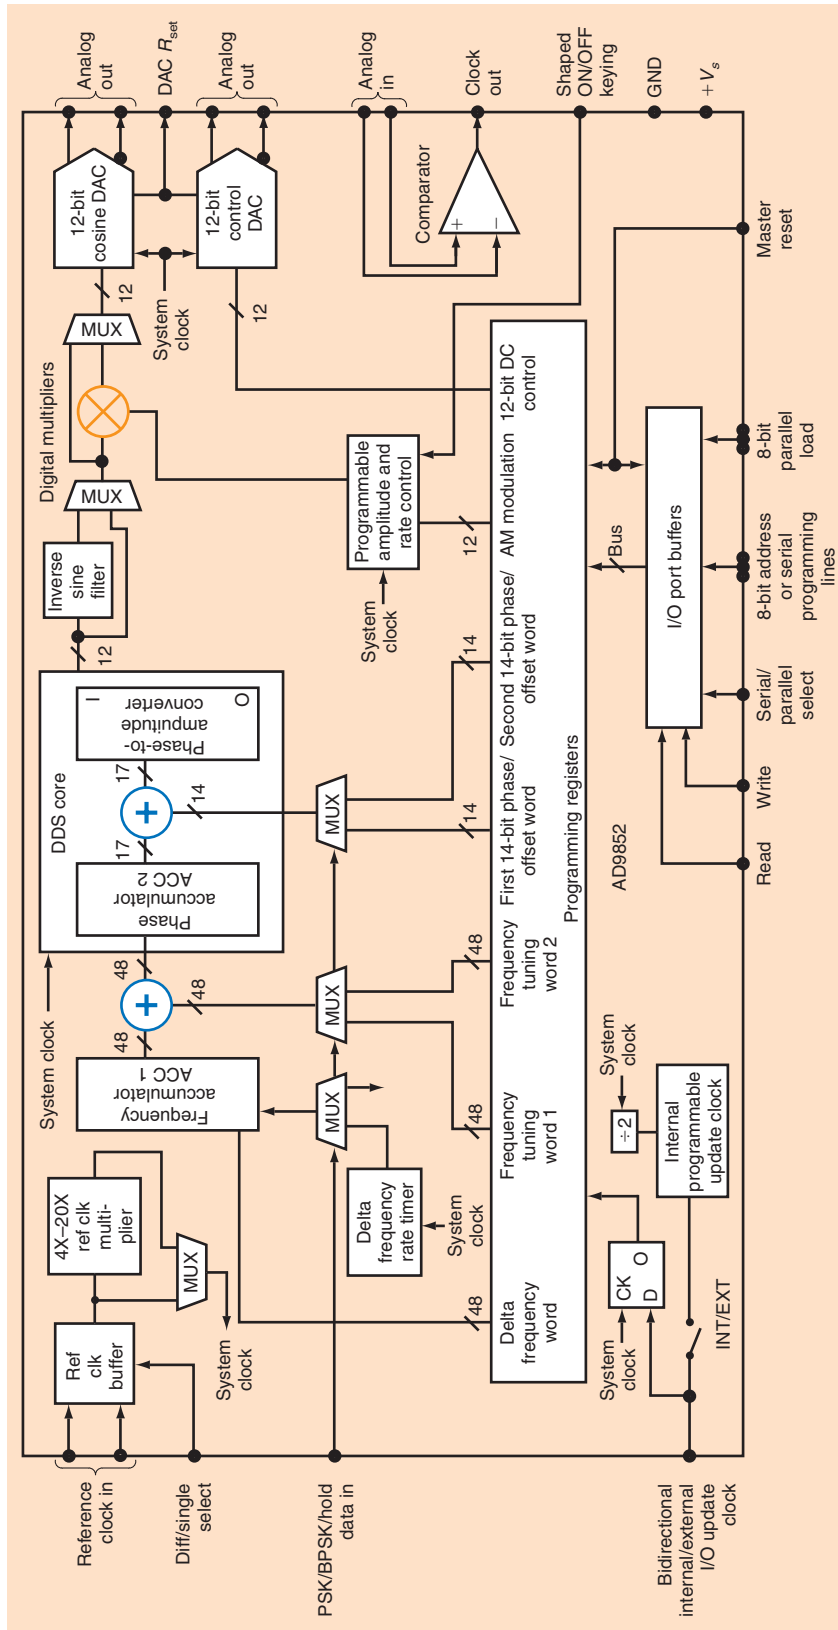 Reference
clock in
Diff/single
select
PSK/BPSK/hold
data in
Bidirectional
internal/external
I/O update
clock
Ref
clk
buffer
4X–20X
ref clk
multi-
plier
MUX
System
clock
System clock
Frequency
accumulator
ACC 1
48
+
48
48
DDS core
Phase
accumulator
ACC 2
17
+
17
14
Phase-to-
ampuitude
converter
I
O
12
Inverse
sine
filter
MUX
Digital multipliers
MUX
12
12-bit
cosine DAC
System
clock
12-bit
control
DAC
12
Analog
out
DAC Rset
Analog
out
Analog
in
Clock
out
Shaped
ON/OFF
keying
GND
+Vs
Comparator
+
−
Delta
frequency
rate timer
System
clock
MUX
MUX
MUX
Programmable
amplitude and
rate control
System
clock
48
48
48
14
14
12
Delta
frequency
word
Frequency
tuning
word 1
Frequency
tuning
word 2
First 14-bit phase/
offset word
Second 14-bit phase/
offset word
AM modulation
12-bit DC
control
Programming registers
AD9852
System
clock
CK
D
O
÷2
System
clock
Internal
programmable
update clock
INT/EXT
Bus
I/O port buffers
Read
Write
Serial/
parallel
select
8-bit address
or serial
programming
lines
8-bit
parallel
load
Master
reset